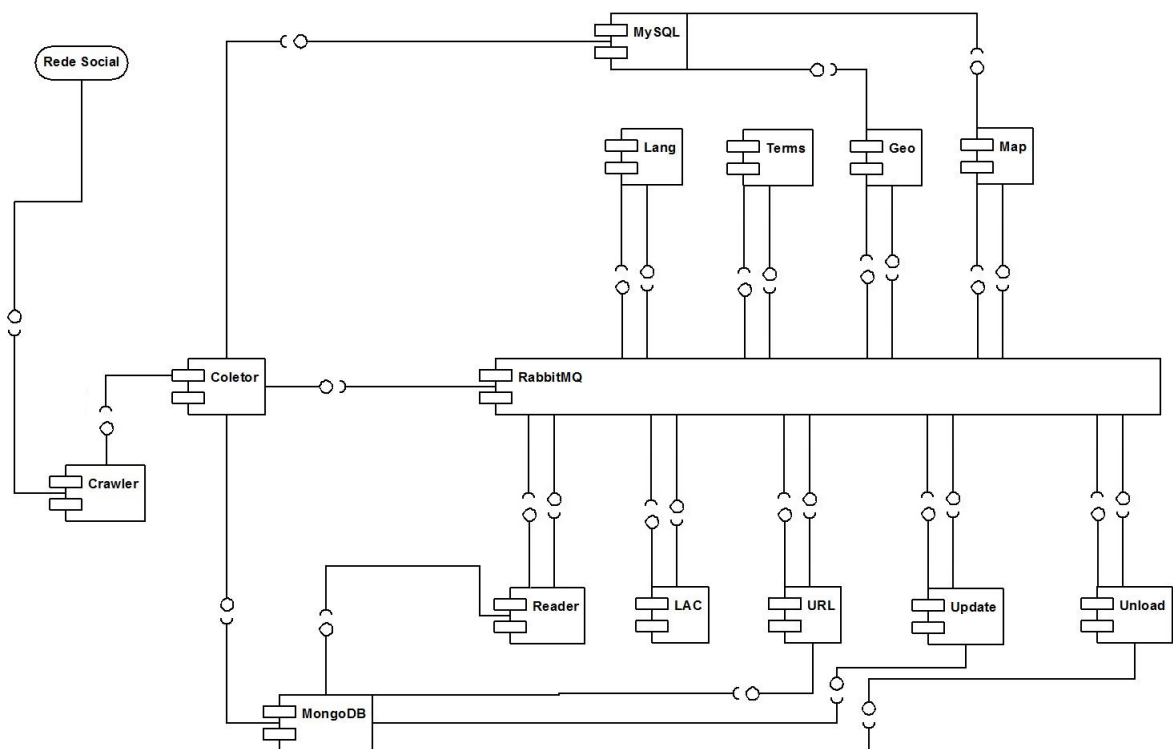 MySQL
Rede Social
Lang
Terms
Geo
Map
Coletor
RabbitMQ
Crawler
Reader
LAC
URL
Update
Unload
MongoDB